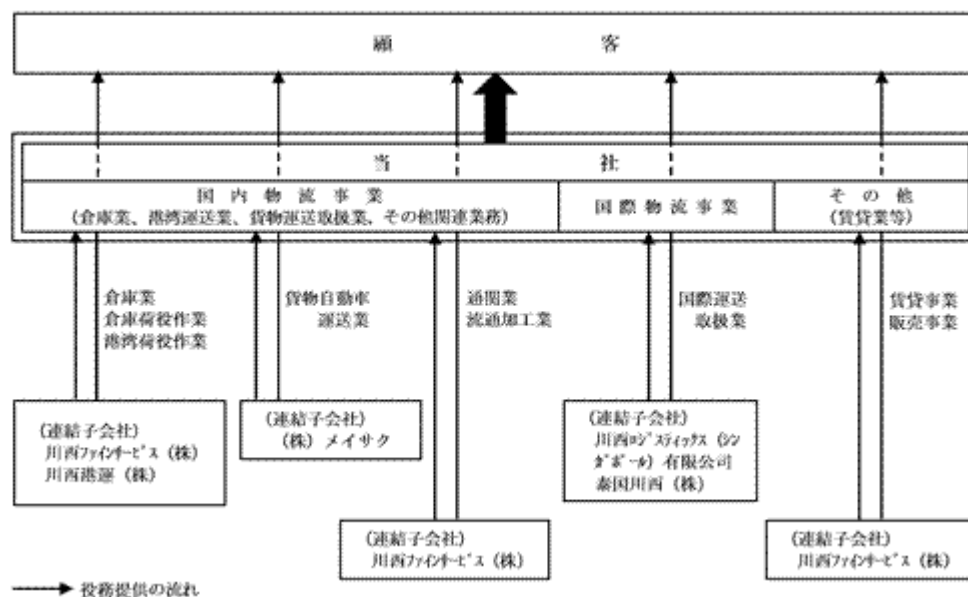 顧客
当社
国内物流事業
(倉庫業、港湾運送業、貨物運送取扱業、その他関連業務)
国際物流事業
その他
(賃貸業等)
倉庫業
倉庫荷役作業
港湾荷役作業
貨物自動車
運送業
通関業
流通加工業
国際運送
取扱業
賃貸事業
販売事業
(連結子会社)
川西ファインサービス(株)
川西港運(株)
(連結子会社)
(株)メイサク
(連結子会社)
川西ロジスティックス(シン
ガポール)有限公司
泰国川西(株)
(連結子会社)
川西ファインサービス(株)
(連結子会社)
川西ファインサービス(株)
役務提供の流れ